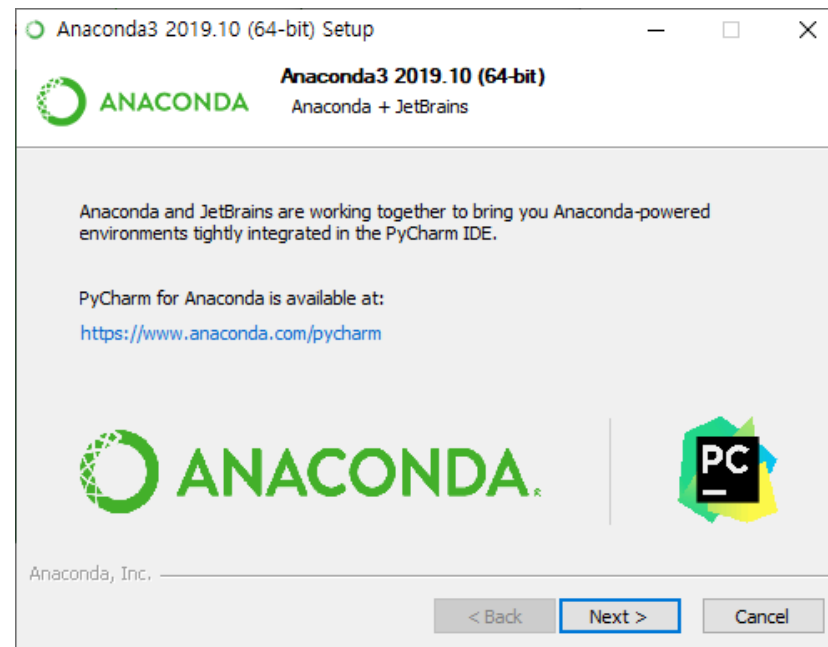 Anaconda3 2019.10 (64-bit) Setup
ANACONDA
Anaconda3 2019.10 (64-bit)
Anaconda + JetBrains
Anaconda and JetBrains are working together to bring you Anaconda-powered
environments tightly integrated in the PyCharm IDE.
PyCharm for Anaconda is available at:
https://www.anaconda.com/pycharm
ANACONDA.
PC
Anaconda, Inc.
< Back Next > Cancel